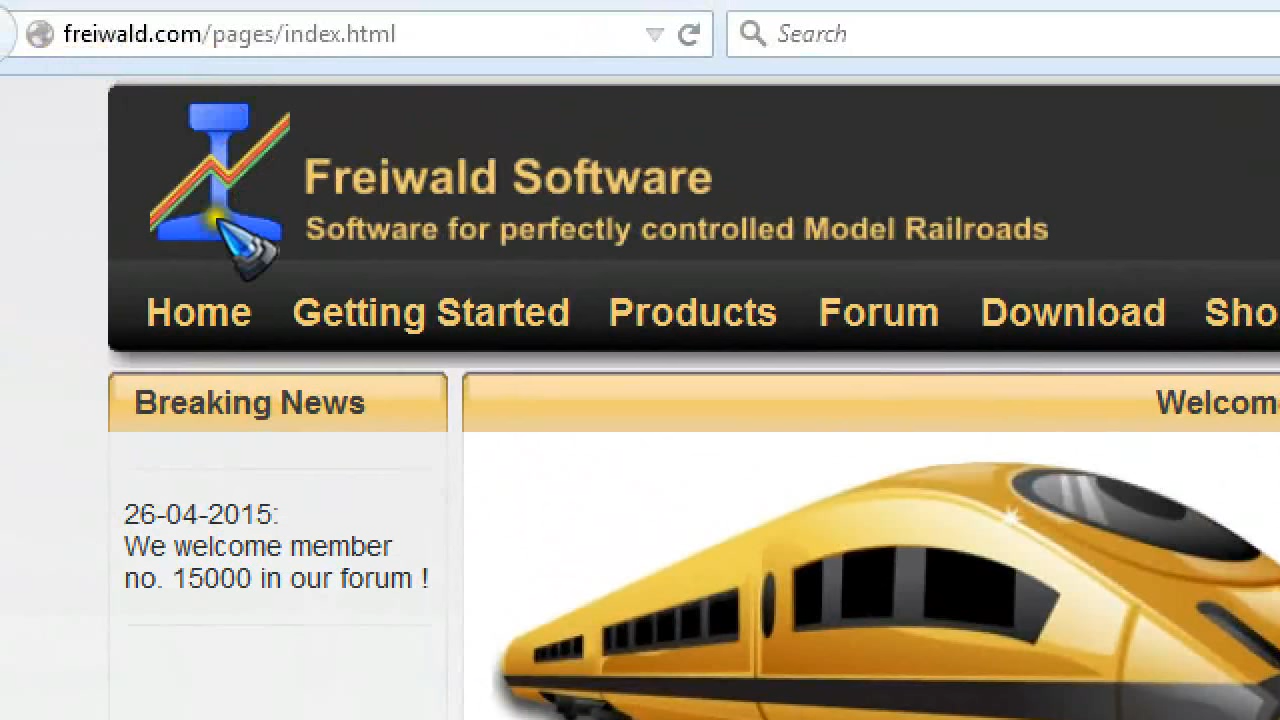 freiwald.com/pages/index.html
Search
Freiwald Software
Software for perfectly controlled Model Railroads
Home Getting Started Products Forum Download Sho
Breaking News
Welcom
26-04-2015:
We welcome member
no. 15000 in our forum !